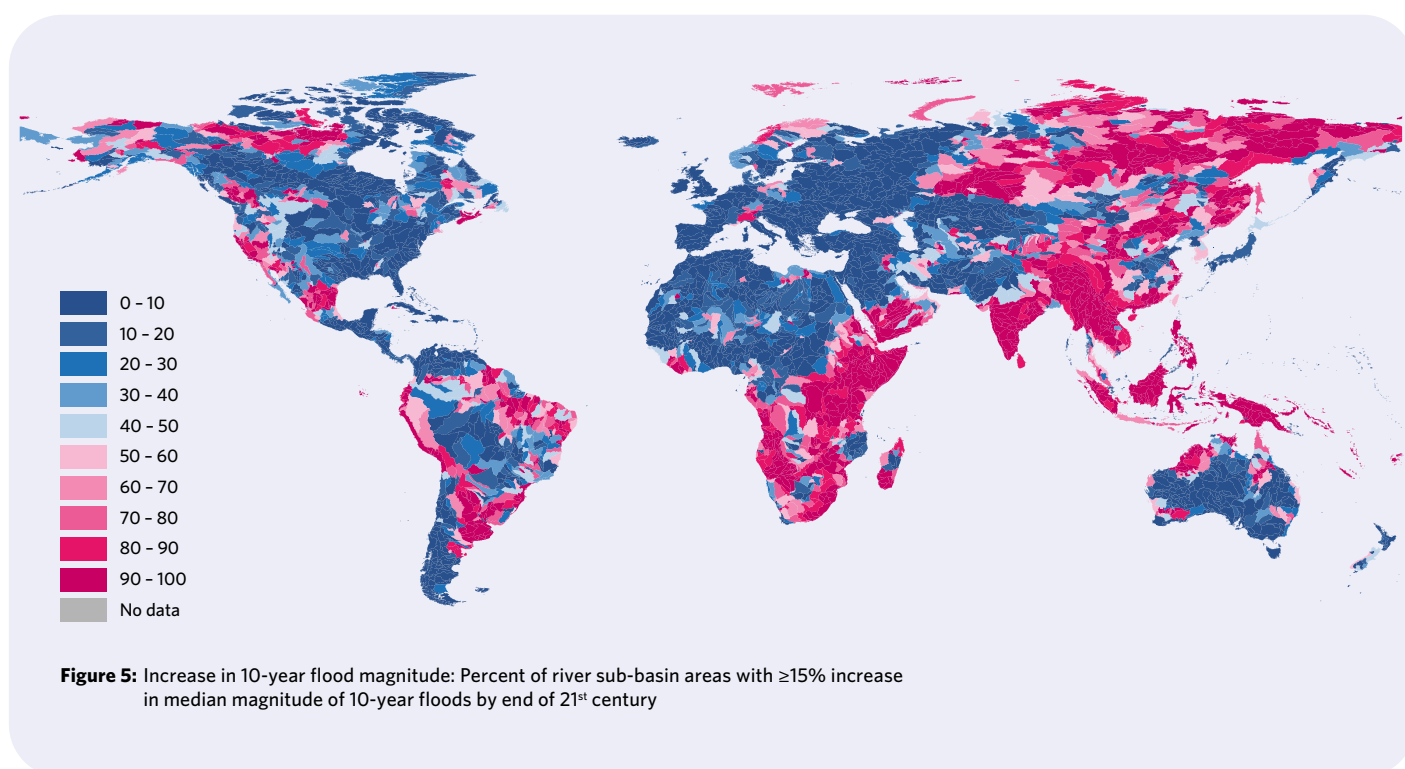 0 – 10
10 – 20
20 – 30
30 – 40
40 – 50
50 – 60
60 – 70
70 – 80
80 – 90
90 – 100
No data
Figure 5: Increase in 10-year flood magnitude: Percent of river sub-basin areas with ≥15% increase
in median magnitude of 10-year floods by end of 21st century